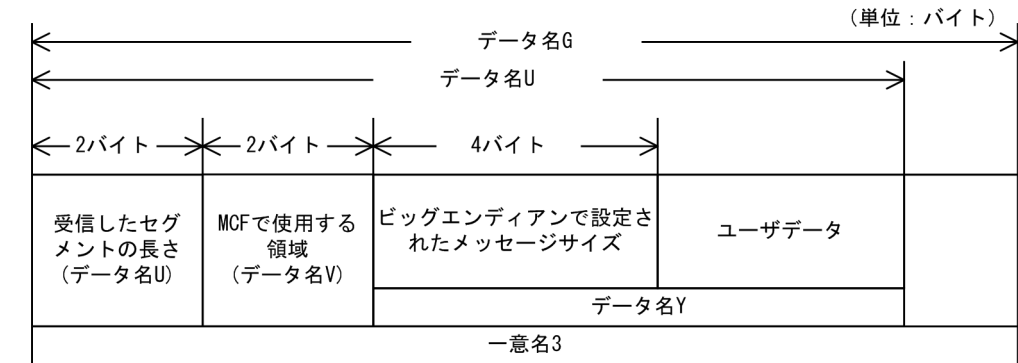 （単位：バイト）
データ名G
データ名U
2バイト
2バイト
4バイト
受信したセグ
メントの長さ
（データ名U）
MCFで使用する
領域
（データ名V）
ビッグエンディアンで設定さ
れたメッセージサイズ
ユーザデータ
データ名Y
一意名3